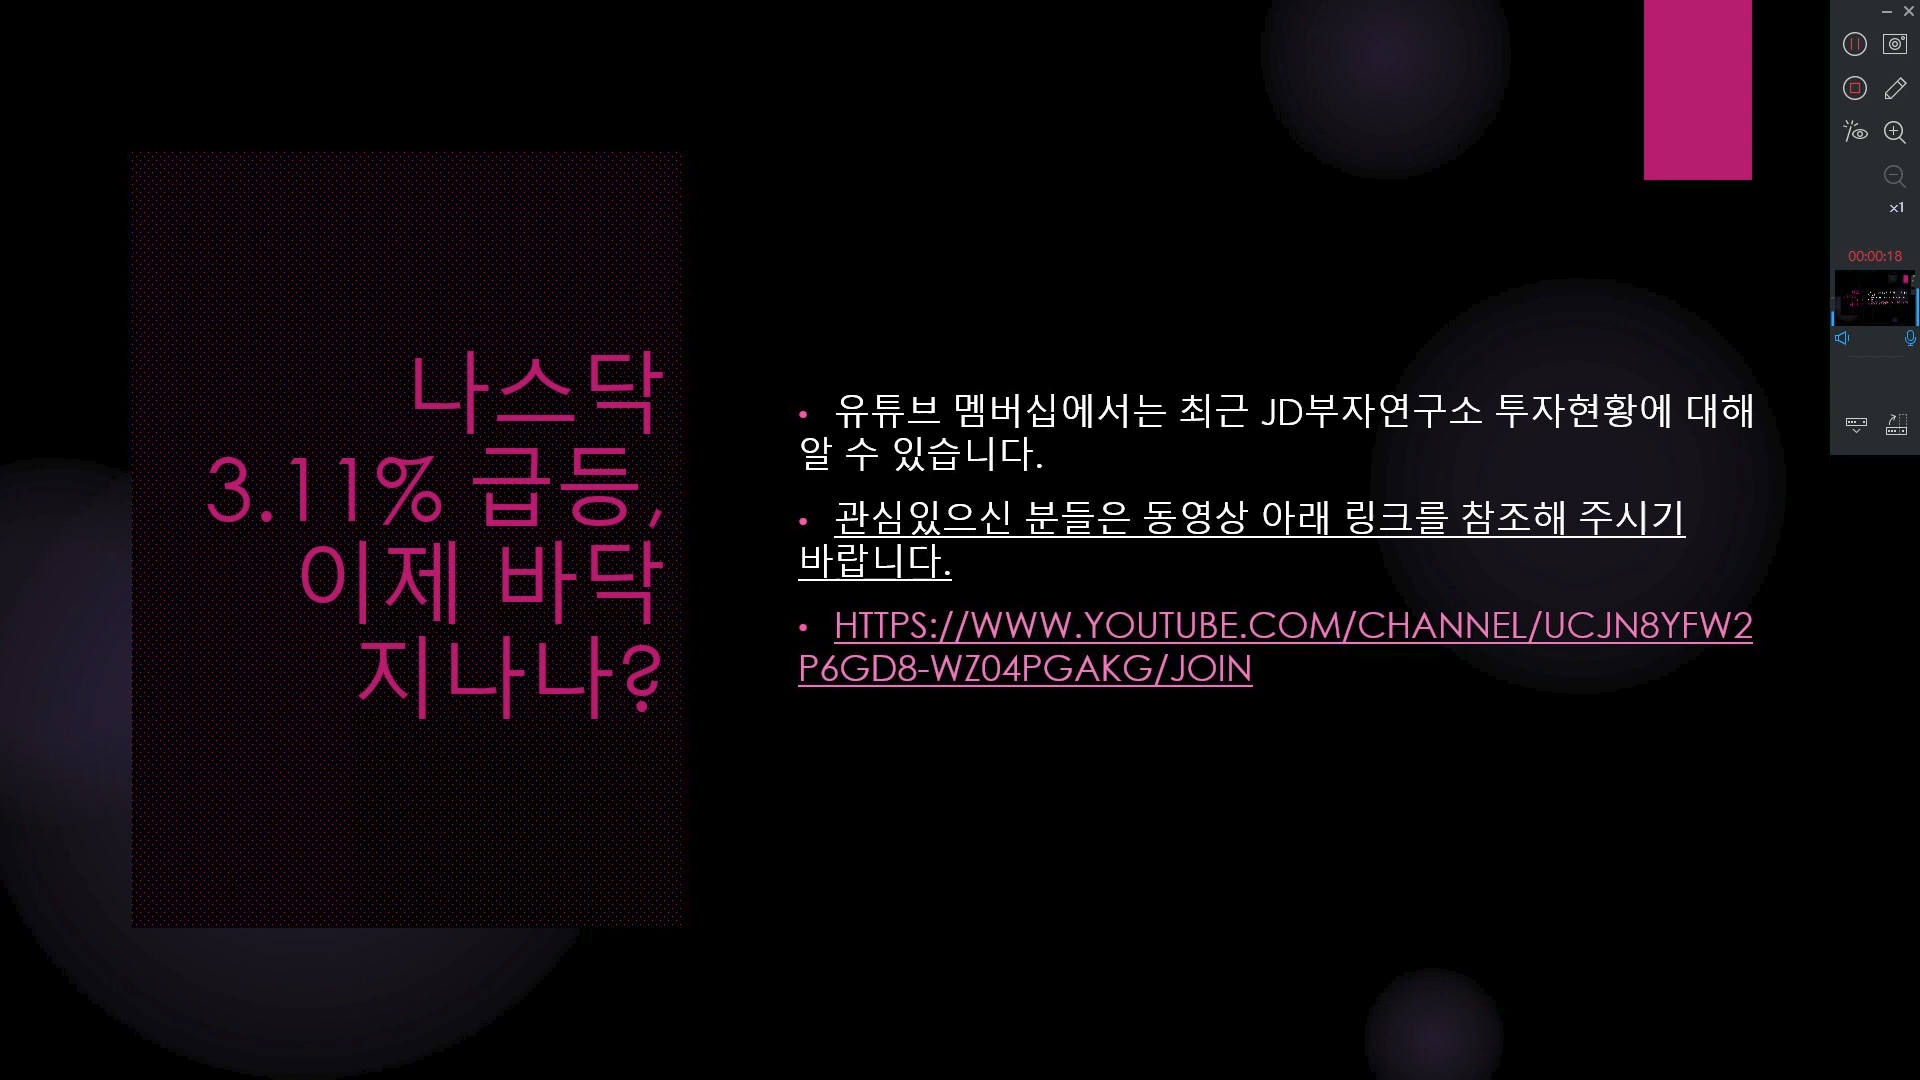 나스닥
3.11% 급등,
이제 바닥
지나나?
• 유튜브 멤버십에서는 최근 JD부자연구소 투자현황에 대해
알 수 있습니다.
• 관심있으신 분들은 동영상 아래 링크를 참조해 주시기
바랍니다.
• HTTPS://WWW.YOUTUBE.COM/CHANNEL/UCJN8YFW2
P6GD8-WZ04PGAKG/JOIN
x1
00:00:18